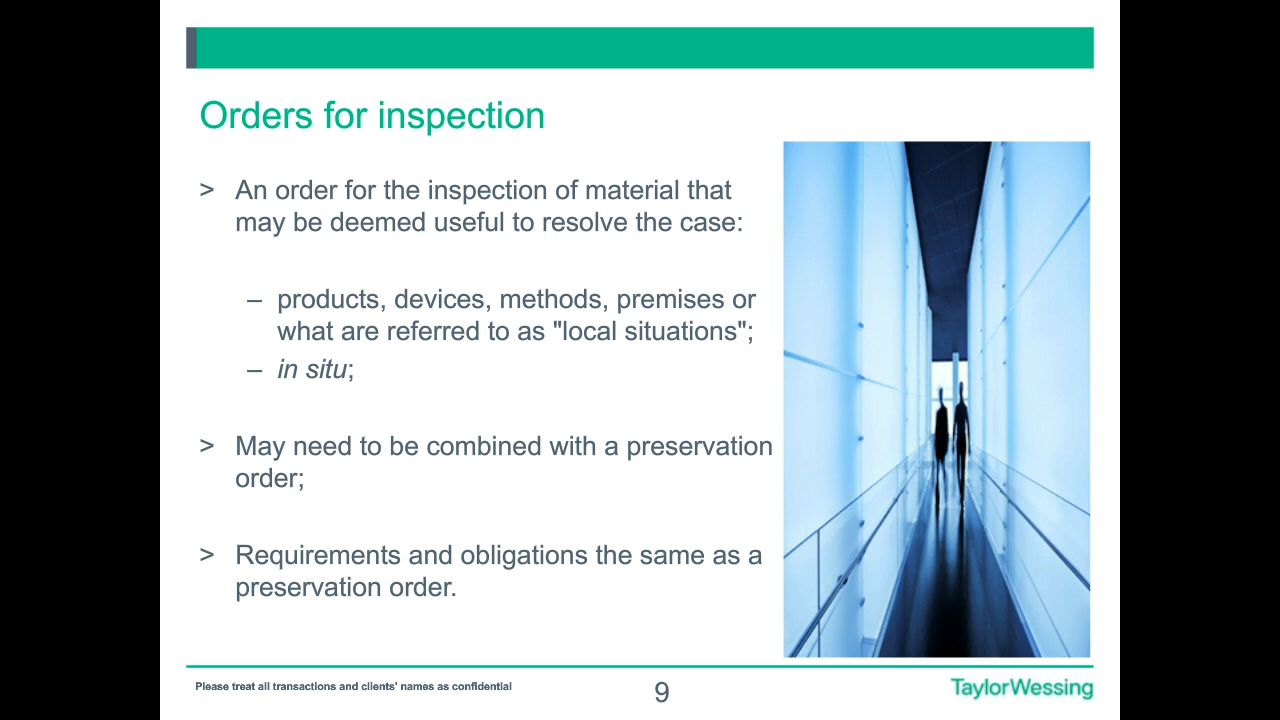 Orders for inspection
> An order for the inspection of material that
may be deemed useful to resolve the case:
– products, devices, methods, premises or
what are referred to as "local situations";
– in situ;
> May need to be combined with a preservation
order;
> Requirements and obligations the same as a
preservation order.
Please treat all transactions and clients' names as confidential
9
TaylorWessing